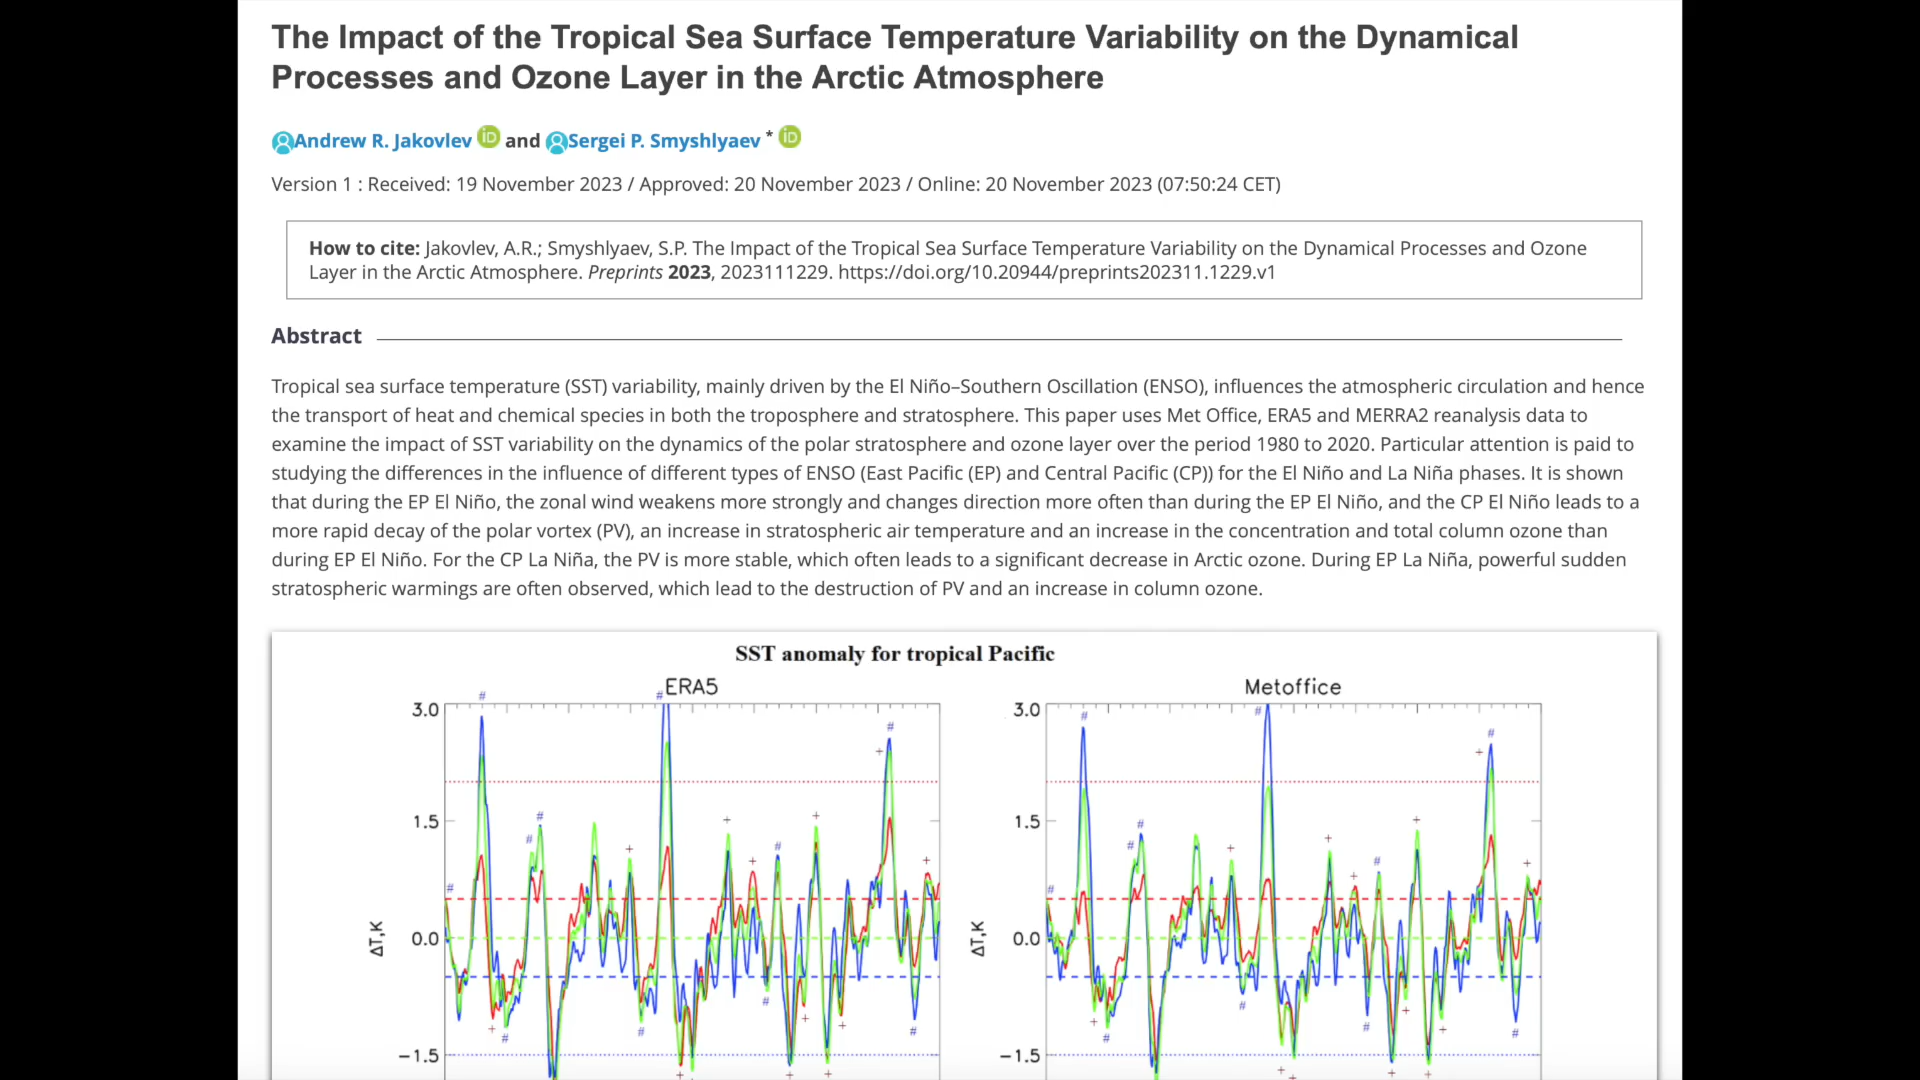 The Impact of the Tropical Sea Surface Temperature Variability on the Dynamical
Processes and Ozone Layer in the Arctic Atmosphere
Andrew R. Jakovlev iD and Sergei P. Smyshlyaev * iD
Version 1 : Received: 19 November 2023 / Approved: 20 November 2023 / Online: 20 November 2023 (07:50:24 CET)
How to cite: Jakovlev, A.R.; Smyshlyaev, S.P. The Impact of the Tropical Sea Surface Temperature Variability on the Dynamical Processes and Ozone
Layer in the Arctic Atmosphere. Preprints 2023, 2023111229. https://doi.org/10.20944/preprints202311.1229.v1
Abstract
Tropical sea surface temperature (SST) variability, mainly driven by the El Niño–Southern Oscillation (ENSO), influences the atmospheric circulation and hence
the transport of heat and chemical species in both the troposphere and stratosphere. This paper uses Met Office, ERA5 and MERRA2 reanalysis data to
examine the impact of SST variability on the dynamics of the polar stratosphere and ozone layer over the period 1980 to 2020. Particular attention is paid to
studying the differences in the influence of different types of ENSO (East Pacific (EP) and Central Pacific (CP)) for the El Niño and La Niña phases. It is shown
that during the EP El Niño, the zonal wind weakens more strongly and changes direction more often than during the EP El Niño, and the CP El Niño leads to a
more rapid decay of the polar vortex (PV), an increase in stratospheric air temperature and an increase in the concentration and total column ozone than
during EP El Niño. For the CP La Niña, the PV is more stable, which often leads to a significant decrease in Arctic ozone. During EP La Niña, powerful sudden
stratospheric warmings are often observed, which lead to the destruction of PV and an increase in column ozone.
SST anomaly for tropical Pacific
ERA5
3.0
1.5
0.0
−1.5
ΔT,K
Metoffice
3.0
1.5
0.0
−1.5
ΔT,K